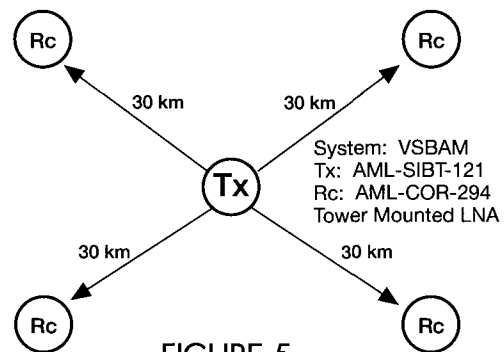 Rc
Rc
30 km
30 km
System: VSBAM
Tx: AML-SIBT-121
Rc: AML-COR-294
Tower Mounted LNA
Tx
30 km
30 km
Rc
Rc
FIGURE 5